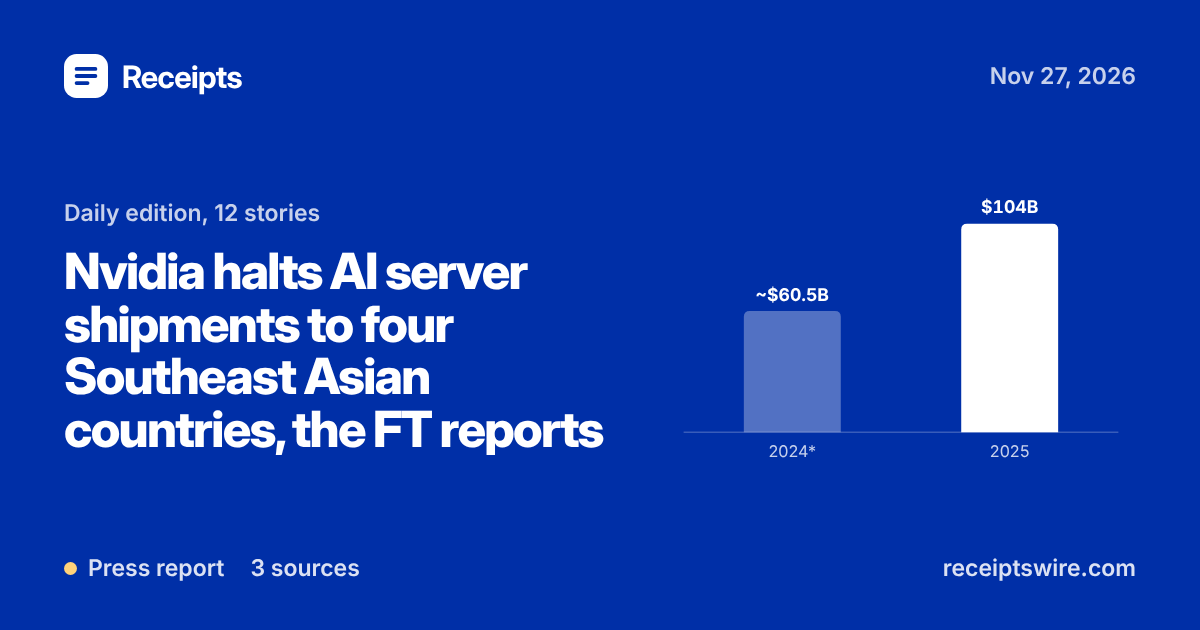 Receipts
Nov 27, 2026
Daily edition, 12 stories
Nvidia halts AI server
shipments to four
Southeast Asian
countries, the FT reports
$104B
~$60.5B
2024*
2025
Press report
3 sources
receiptswire.com